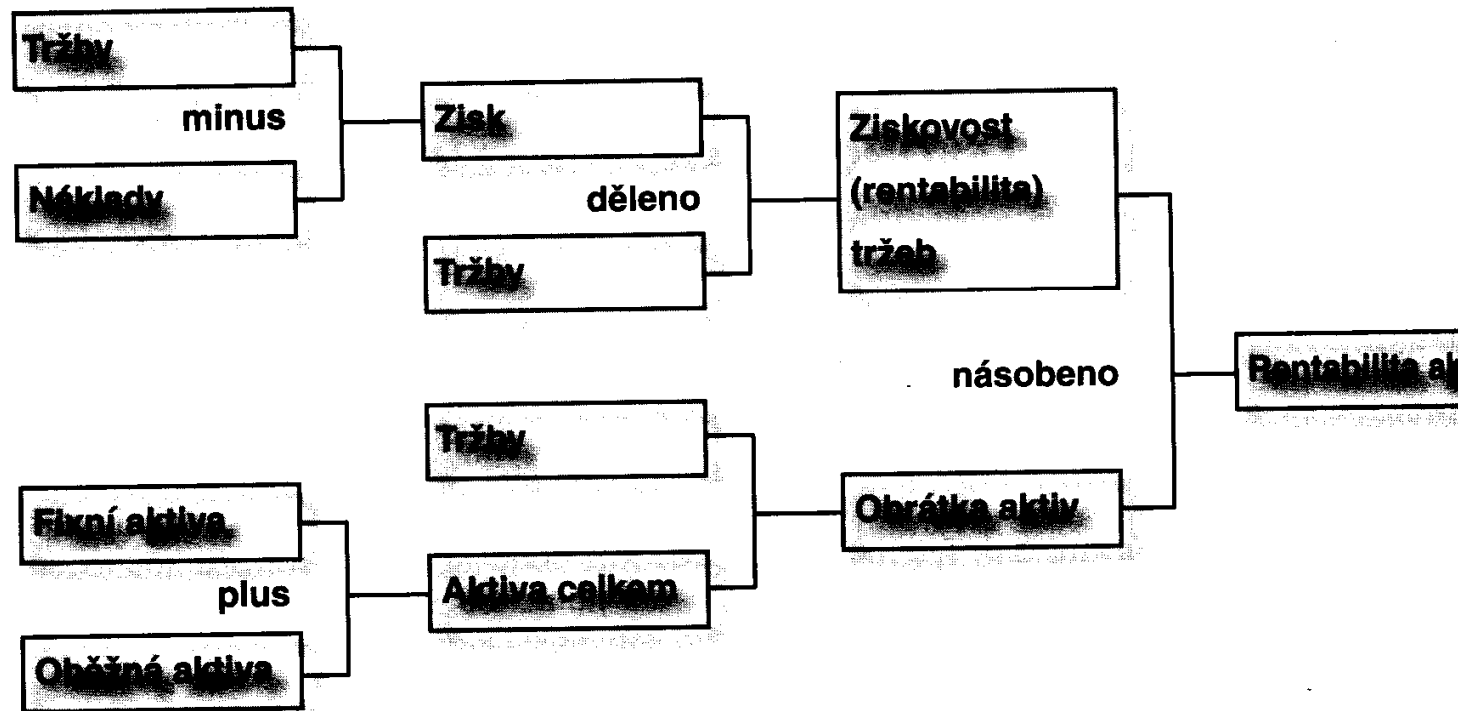 Tržby
minus
Náklady
Zisk
děleno
Tržby
Ziskovost
(rentabilita)
tržeb
násobeno
Rentabilita
Tržby
Obrátka aktiv
Fixní aktiva
plus
Aktiva celkem
Oběžná aktiva